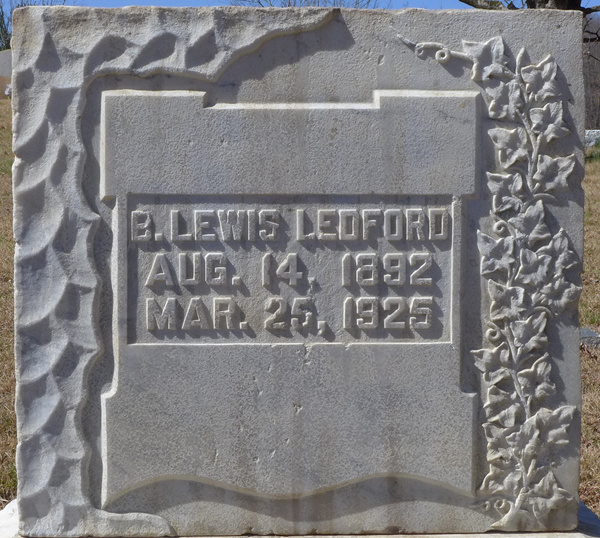 B. LEWIS LEDFORD
AUG. 14, 1892
MAR. 25, 1925